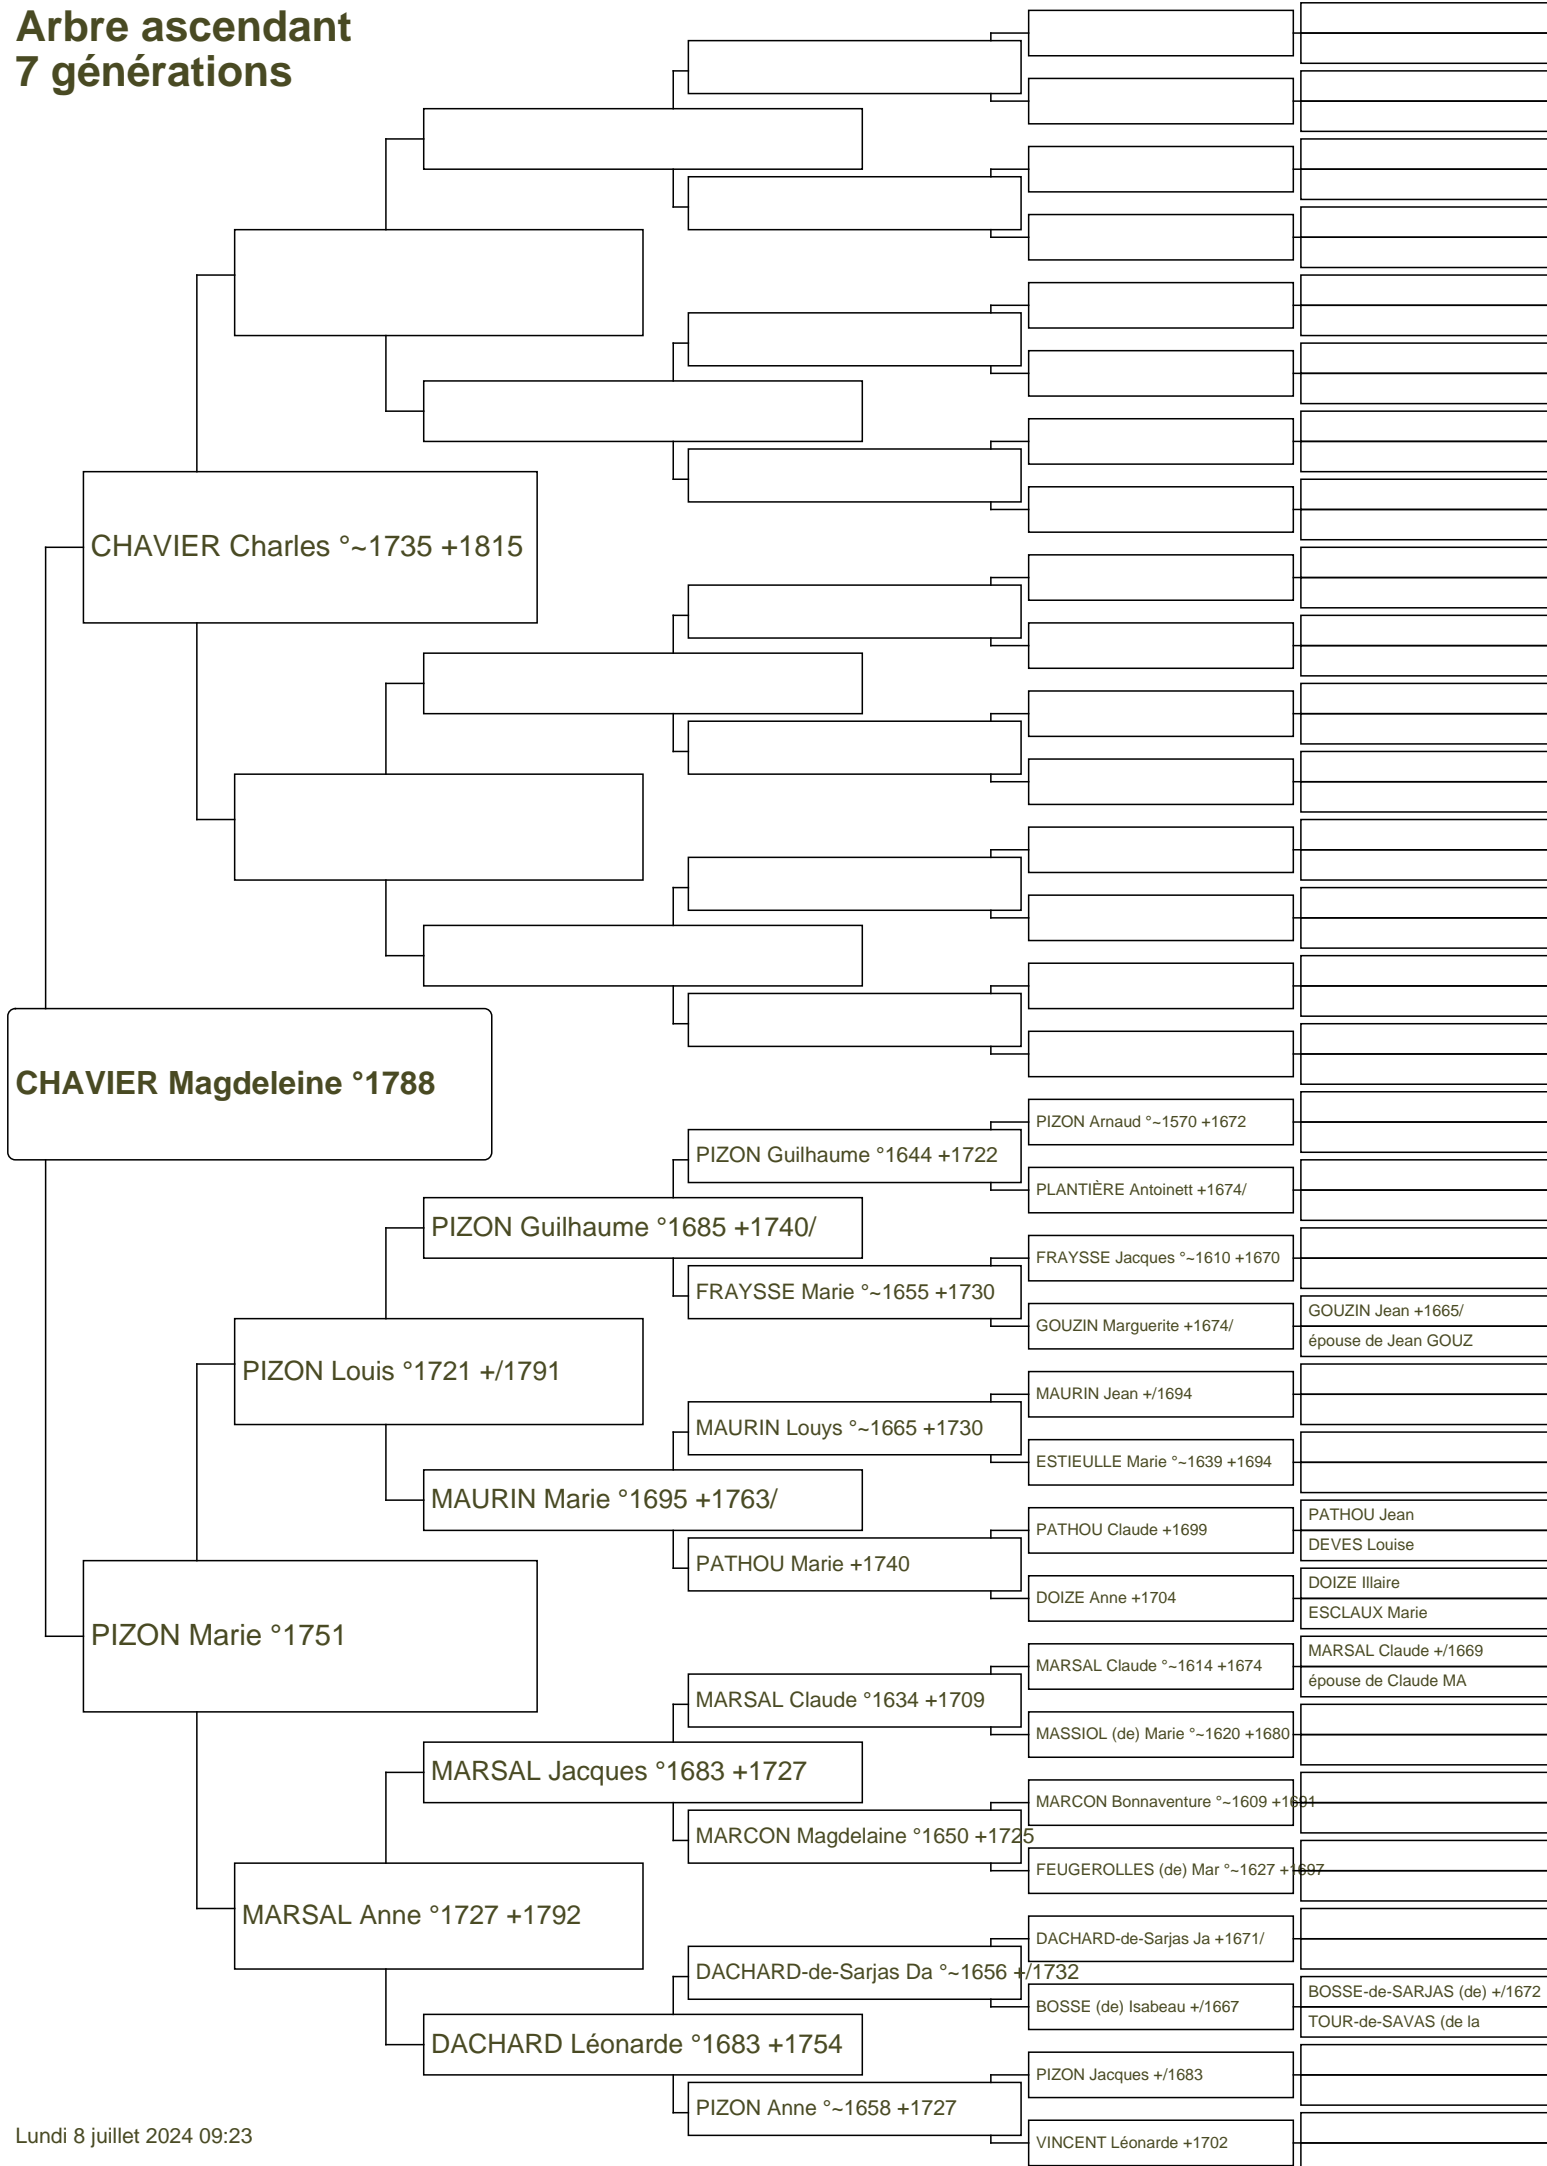 Arbre ascendant
7 générations
CHAVIER Charles °~1735 +1815
CHAVIER Magdeleine °1788
PIZON Arnaud °~1570 +1672
PIZON Guilhaume °1644 +1722
PLANTIÈRE Antoinett +1674/
PIZON Guilhaume °1685 +1740/
FRAYSSE Jacques °~1610 +1670
FRAYSSE Marie °~1655 +1730
GOUZIN Jean +1665/
GOUZIN Marguerite +1674/
épouse de Jean GOUZ
PIZON Louis °1721 +/1791
MAURIN Jean +/1694
MAURIN Louys °~1665 +1730
ESTIEULLE Marie °~1639 +1694
MAURIN Marie °1695 +1763/
PATHOU Jean
PATHOU Claude +1699
DEVES Louise
PATHOU Marie +1740
DOIZE Illaire
DOIZE Anne +1704
ESCLAUX Marie
PIZON Marie °1751
MARSAL Claude +/1669
MARSAL Claude °~1614 +1674
épouse de Claude MA
MARSAL Claude °1634 +1709
MASSIOL (de) Marie °~1620 +1680
MARSAL Jacques °1683 +1727
MARCON Bonnaventure °~1609 +1691
MARCON Magdelaine °1650 +1725
FEUGEROLLES (de) Mar °~1627 +1697
MARSAL Anne °1727 +1792
DACHARD-de-Sarjas Ja +1671/
DACHARD-de-Sarjas Da °~1656 +/1732
BOSSE-de-SARJAS (de) +/1672
BOSSE (de) Isabeau +/1667
TOUR-de-SAVAS (de la
DACHARD Léonarde °1683 +1754
PIZON Jacques +/1683
PIZON Anne °~1658 +1727
VINCENT Léonarde +1702
Lundi 8 juillet 2024 09:23